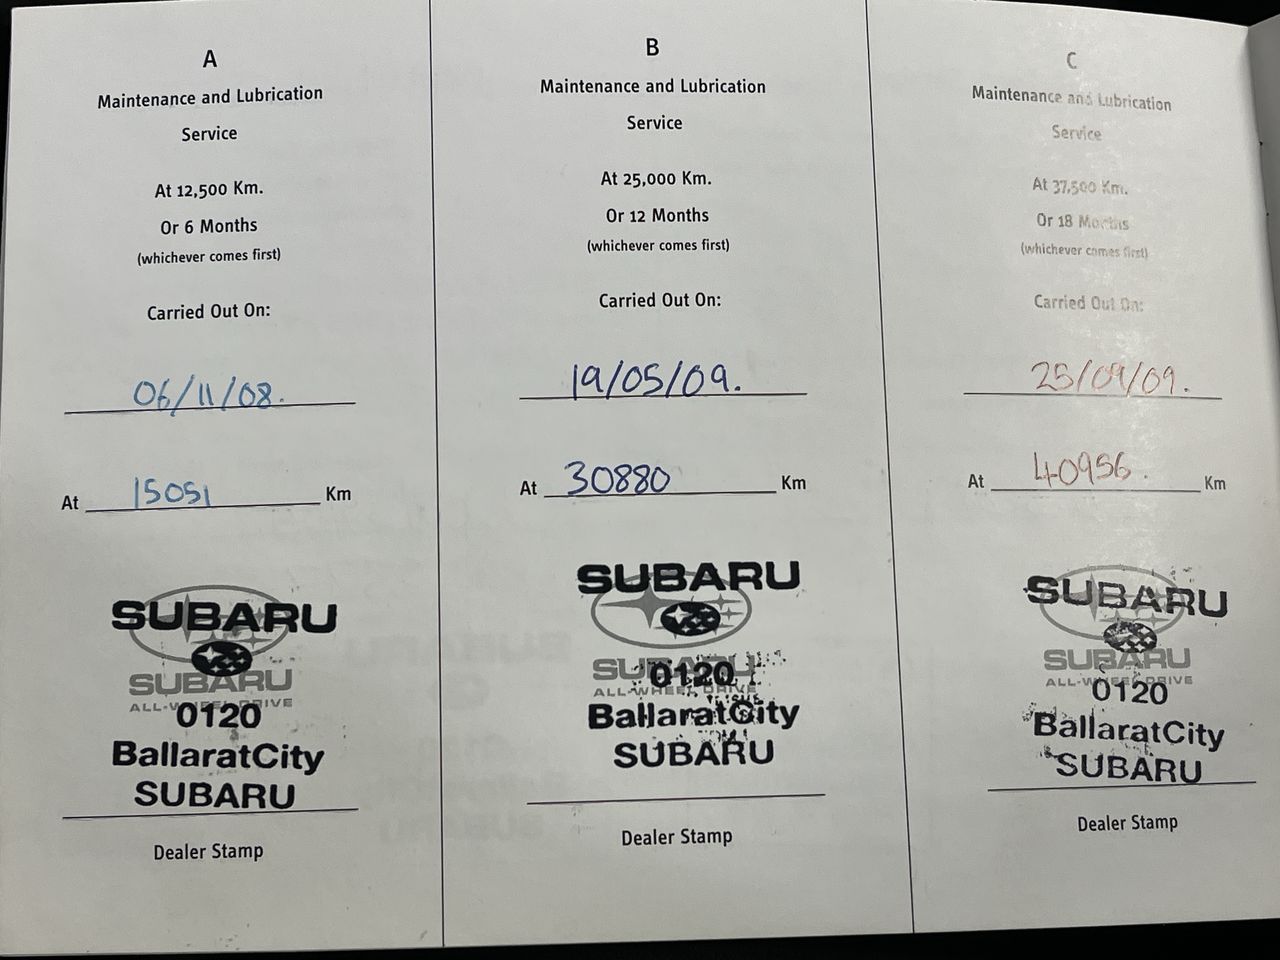 A
Maintenance and Lubrication
Service
At 12,500 Km.
Or 6 Months
(whichever comes first)
Carried Out On:
06/11/08.
At 15051 Km
SUBARU
SUBARU
ALL-WHEEL DRIVE
0120
BallaratCity
SUBARU
Dealer Stamp
B
Maintenance and Lubrication
Service
At 25,000 Km.
Or 12 Months
(whichever comes first)
Carried Out On:
19/05/09.
At 30880 Km
SUBARU
SUBARU
ALL-WHEEL DRIVE
0120
BallaratCity
SUBARU
Dealer Stamp
C
Maintenance and Lubrication
Service
At 37,500 Km.
Or 18 Months
(whichever comes first)
Carried Out On:
25/09/09.
At 40956. Km
SUBARU
SUBARU
ALL-WHEEL DRIVE
0120
BallaratCity
SUBARU
Dealer Stamp